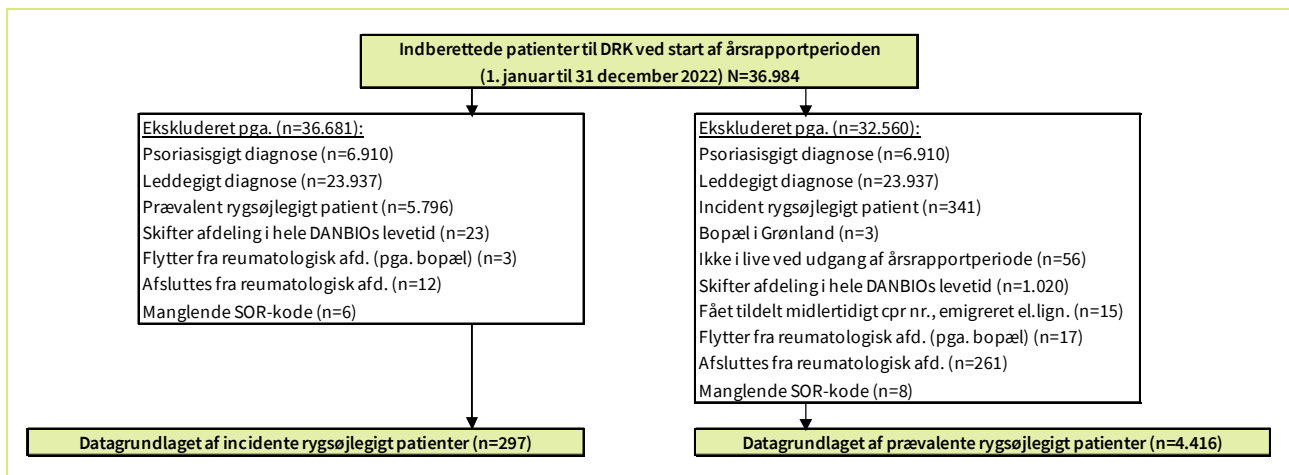 Indberettede patienter til DRK ved start af årsrapportperioden
(1. januar til 31 december 2022) N=36.984
Ekskluderet pga. (n=36.681):
Psoriasisgigt diagnose (n=6.910)
Leddegigt diagnose (n=23.937)
Prævalent rygsøjlegigt patient (n=5.796)
Skifter afdeling i hele DANBIOs levetid (n=23)
Flytter fra reumatologisk afd. (pga. bopæl) (n=3)
Afsluttes fra reumatologisk afd. (n=12)
Manglende SOR-kode (n=6)
Ekskluderet pga. (n=32.560):
Psoriasisgigt diagnose (n=6.910)
Leddegigt diagnose (n=23.937)
Incident rygsøjlegigt patient (n=341)
Bopæl i Grønland (n=3)
Ikke i live ved udgang af årsrapportperiode (n=56)
Skifter afdeling i hele DANBIOs levetid (n=1.020)
Fået tildelt midlertidigt cpr nr., emigreret el.lign. (n=15)
Flytter fra reumatologisk afd. (pga. bopæl) (n=17)
Afsluttes fra reumatologisk afd. (n=261)
Manglende SOR-kode (n=8)
Datagrundlaget af incidente rygsøjlegigt patienter (n=297)
Datagrundlaget af prævalente rygsøjlegigt patienter (n=4.416)